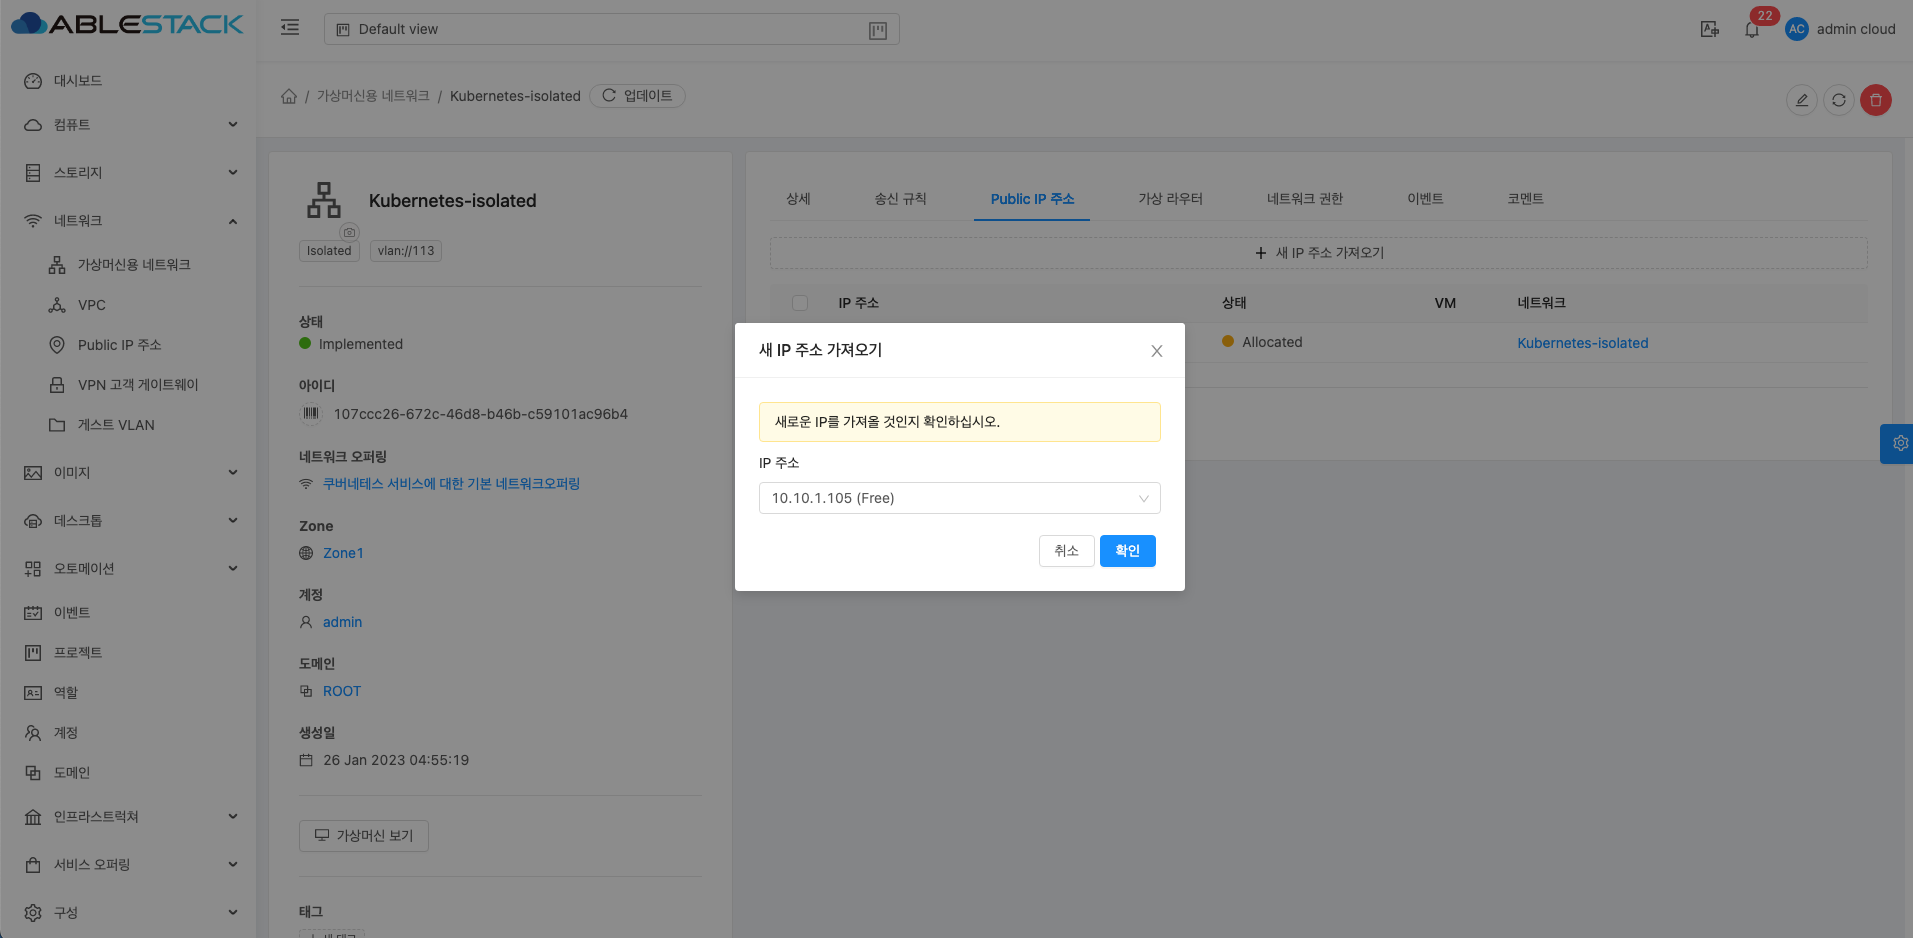 ABLESTACK
Default view
22
AC
admin cloud
대시보드
컴퓨트
스토리지
네트워크
가상머신용 네트워크
VPC
Public IP 주소
VPN 고객 게이트웨이
게스트 VLAN
이미지
데스크톱
오토메이션
이벤트
프로젝트
역할
계정
도메인
인프라스트럭쳐
서비스 오퍼링
구성
/ 가상머신용 네트워크 / Kubernetes-isolated
업데이트
Kubernetes-isolated
Isolated
vlan://113
상태
Implemented
아이디
107ccc26-672c-46d8-b46b-c59101ac96b4
네트워크 오퍼링
쿠버네테스 서비스에 대한 기본 네트워크오퍼링
Zone
Zone1
계정
admin
도메인
ROOT
생성일
26 Jan 2023 04:55:19
가상머신 보기
태그
상세
송신 규칙
Public IP 주소
가상 라우터
네트워크 권한
이벤트
코멘트
+ 새 IP 주소 가져오기
IP 주소
상태
VM
네트워크
Allocated
Kubernetes-isolated
새 IP 주소 가져오기
새로운 IP를 가져올 것인지 확인하십시오.
IP 주소
10.10.1.105 (Free)
취소
확인